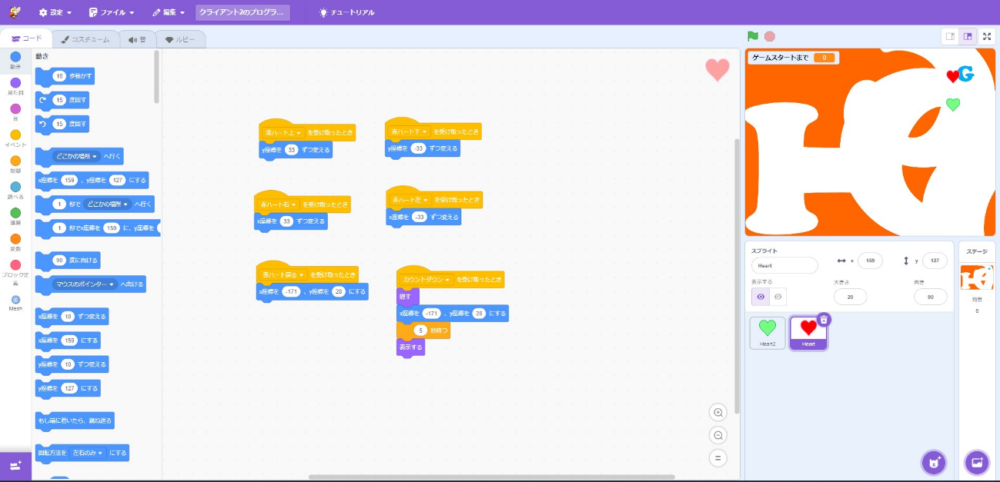 設定
ファイル
編集
クライアント2のプログラ...
チュートリアル
コード
コスチューム
音
ルビー
動き
見た目
音
イベント
制御
調べる
演算
変数
ブロック定義
Mesh
動き
10 歩動かす
15 度回す
15 度回す
どこかの場所 へ行く
x座標を 159 、y座標を 127 にする
1 秒で どこかの場所 へ行く
1 秒でx座標を 159 に、y座標を
90 度に向ける
マウスのポインター へ向ける
x座標を 10 ずつ変える
x座標を 159 にする
y座標を 10 ずつ変える
y座標を 127 にする
もし端に着いたら、跳ね返る
回転方法を 左右のみ にする
赤ハート上 を受け取ったとき
y座標を 33 ずつ変える
赤ハート下 を受け取ったとき
y座標を -33 ずつ変える
赤ハート右 を受け取ったとき
x座標を 33 ずつ変える
赤ハート左 を受け取ったとき
x座標を -33 ずつ変える
赤ハート戻る を受け取ったとき
x座標を -171 、y座標を 28 にする
カウントダウン を受け取ったとき
隠す
x座標を -171 、y座標を 28 にする
5 秒待つ
表示する
ゲームスタートまで 0
G
スプライト
Heart
x 159
y 127
表示する
大きさ
20
向き
90
Heart2
Heart
ステージ
背景
6